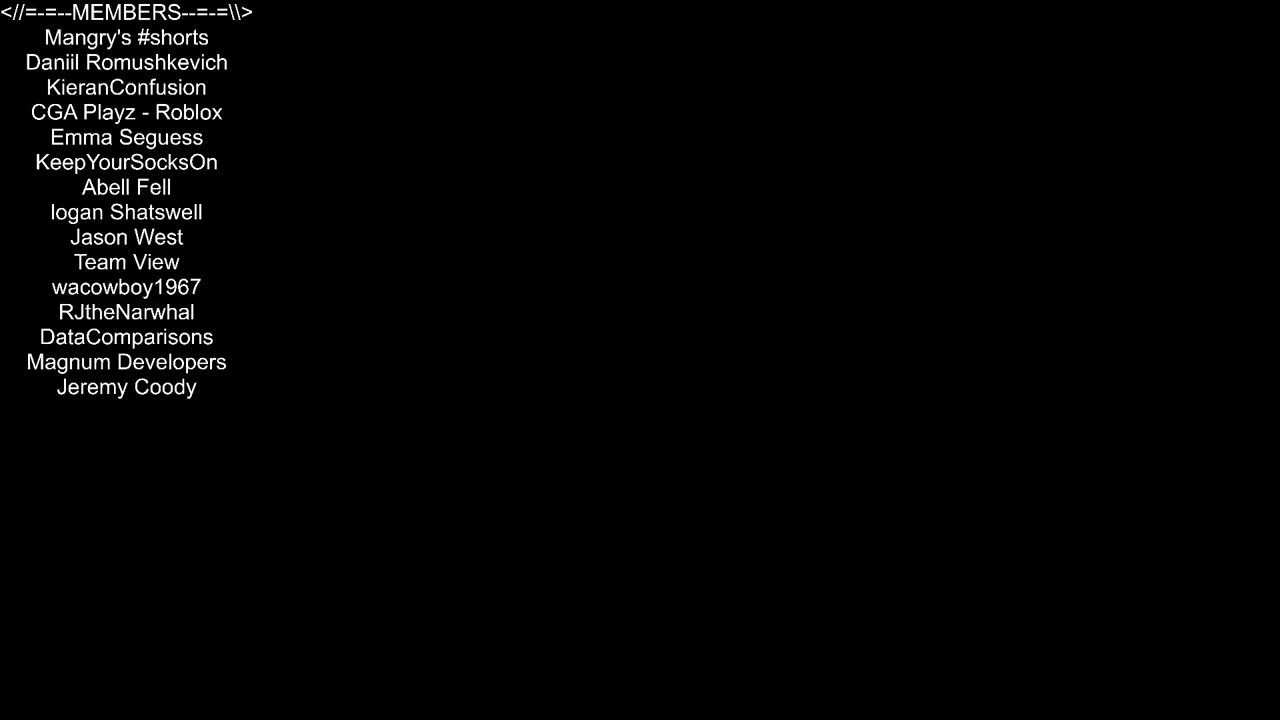 <//=-=--MEMBERS--=-=\\>
Mangry's #shorts
Daniil Romushkevich
KieranConfusion
CGA Playz - Roblox
Emma Seguess
KeepYourSocksOn
Abell Fell
logan Shatswell
Jason West
Team View
wacowboy1967
RJtheNarwhal
DataComparisons
Magnum Developers
Jeremy Coody